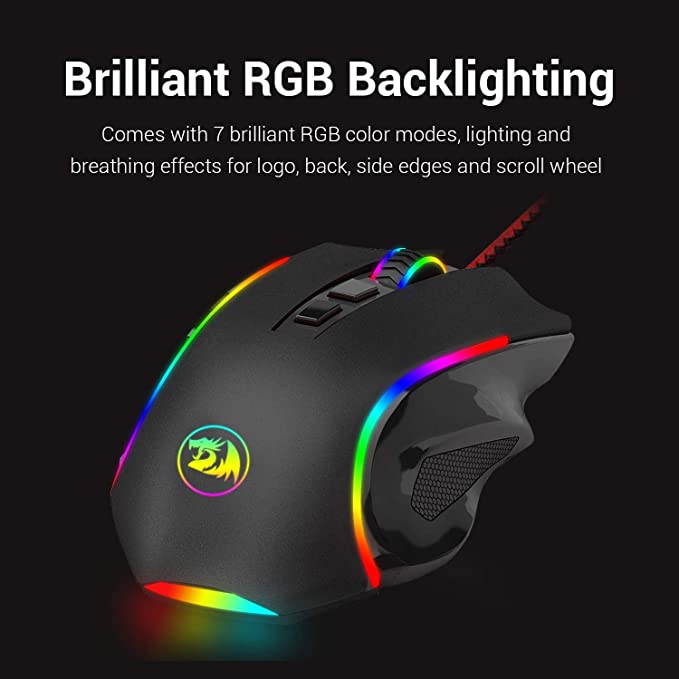 Brilliant RGB Backlighting
Comes with 7 brilliant RGB color modes, lighting and
breathing effects for logo, back, side edges and scroll wheel